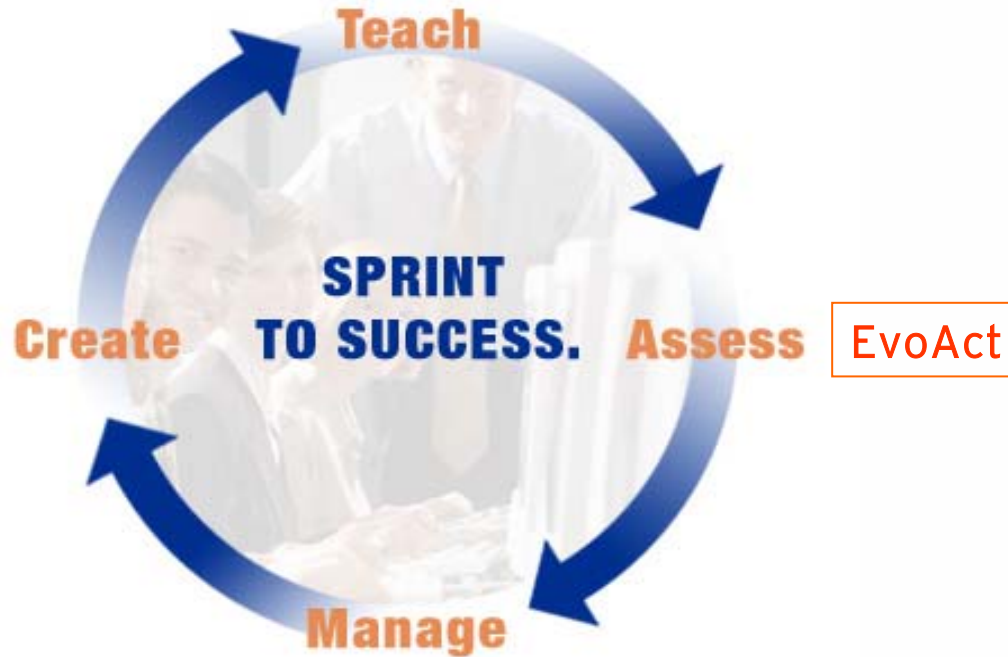 Teach
SPRINT
TO SUCCESS.
Create
Assess
EvoAct
Manage